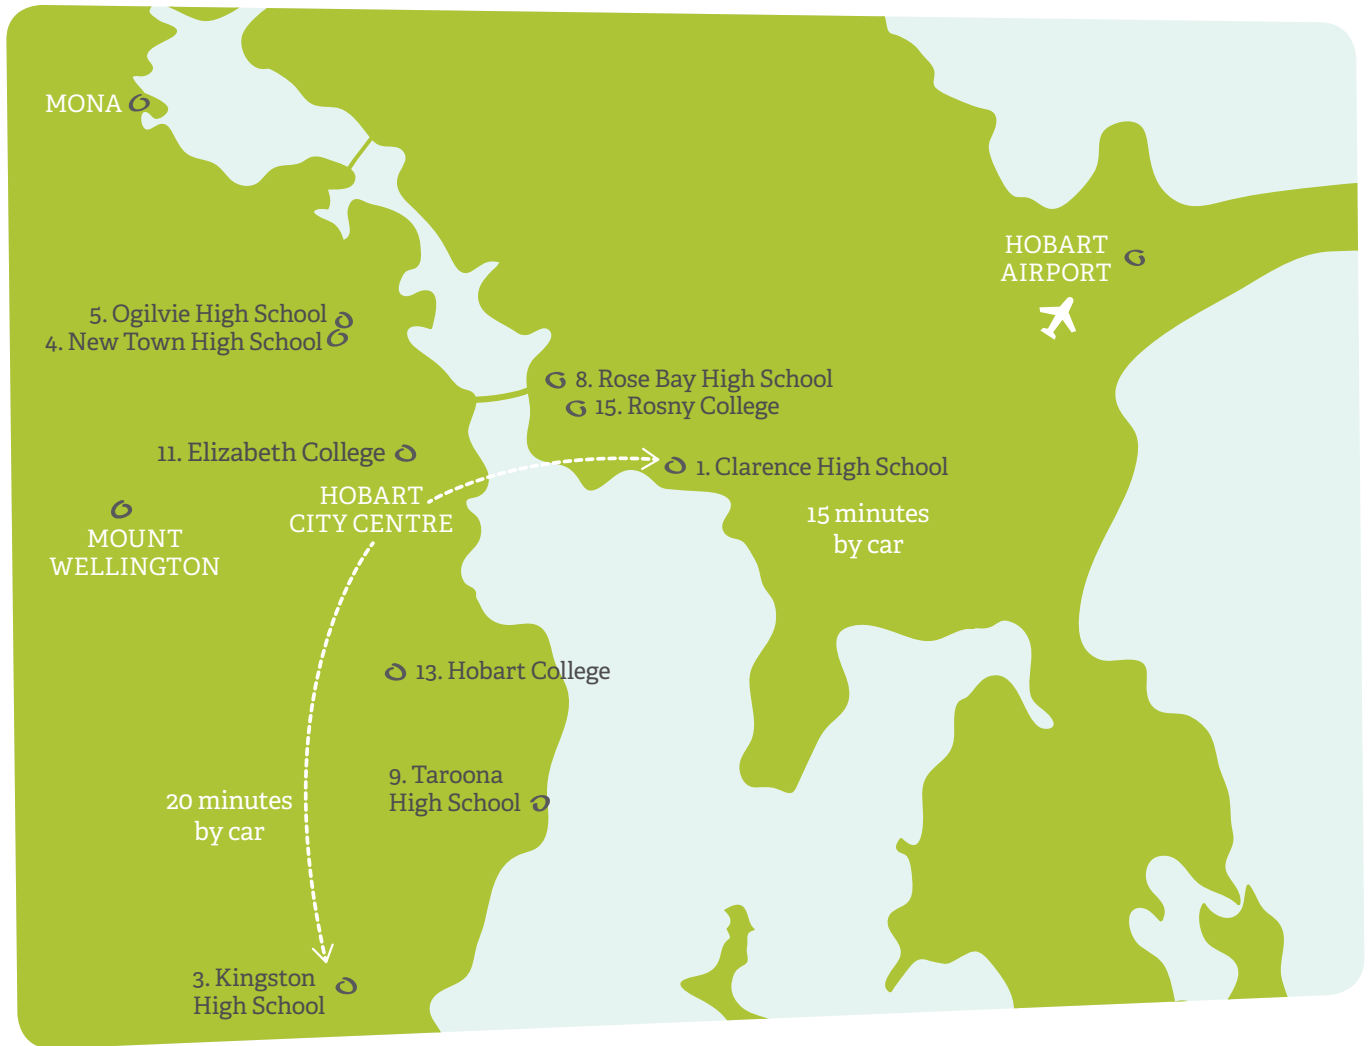 MONA
HOBART
AIRPORT
5. Ogilvie High School
4. New Town High School
8. Rose Bay High School
15. Rosny College
11. Elizabeth College
1. Clarence High School
HOBART
CITY CENTRE
15 minutes
by car
MOUNT
WELLINGTON
13. Hobart College
9. Taroona
High School
20 minutes
by car
3. Kingston
High School